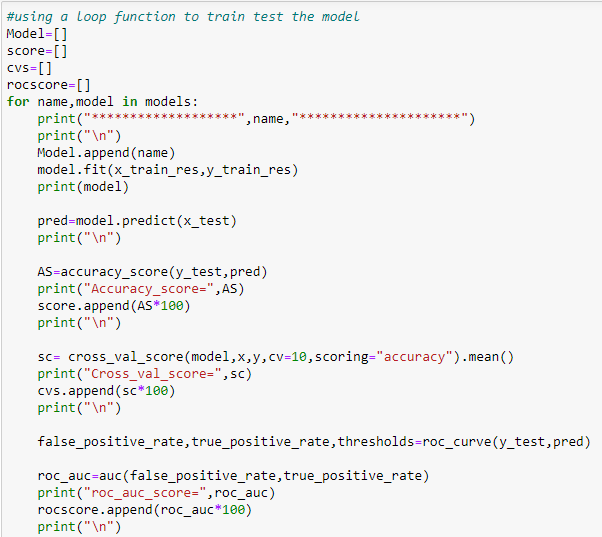 #using a loop function to train test the model
Model=[]
score=[]
cvs=[]
rocscore=[]
for name,model in models:
    print("*******************",name,"*********************")
    print("\n")
    Model.append(name)
    model.fit(x_train_res,y_train_res)
    print(model)

    pred=model.predict(x_test)
    print("\n")

    AS=accuracy_score(y_test,pred)
    print("Accuracy_score=",AS)
    score.append(AS*100)
    print("\n")

    sc= cross_val_score(model,x,y,cv=10,scoring="accuracy").mean()
    print("Cross_val_score=",sc)
    cvs.append(sc*100)
    print("\n")

    false_positive_rate,true_positive_rate,thresholds=roc_curve(y_test,pred)

    roc_auc=auc(false_positive_rate,true_positive_rate)
    print("roc_auc_score=",roc_auc)
    rocscore.append(roc_auc*100)
    print("\n")